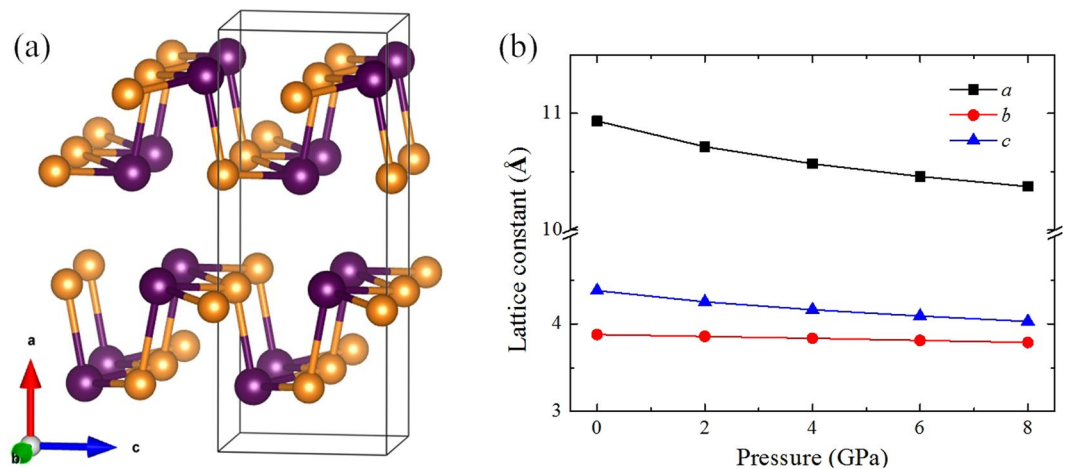 (a)
a
b
c
(b)
a
b
c
Lattice constant (Å)
11
10
4
3
0 2 4 6 8
Pressure (GPa)